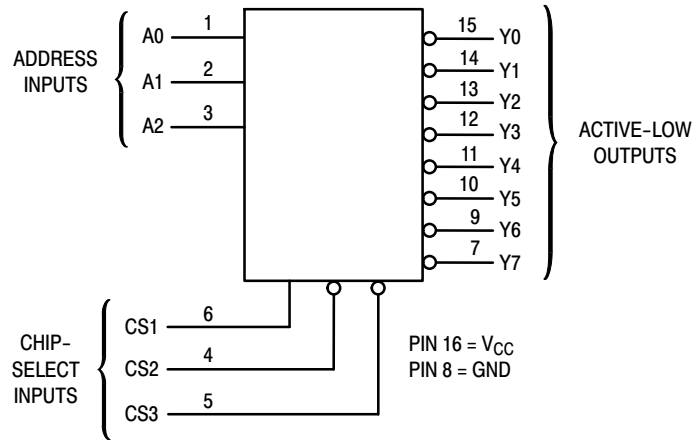 ADDRESS
INPUTS
A0 1
A1 2
A2 3
15 Y0
14 Y1
13 Y2
12 Y3
11 Y4
10 Y5
9 Y6
7 Y7
ACTIVE-LOW
OUTPUTS
CHIP-
SELECT
INPUTS
CS1 6
CS2 4
CS3 5
PIN 16 = VCC
PIN 8 = GND